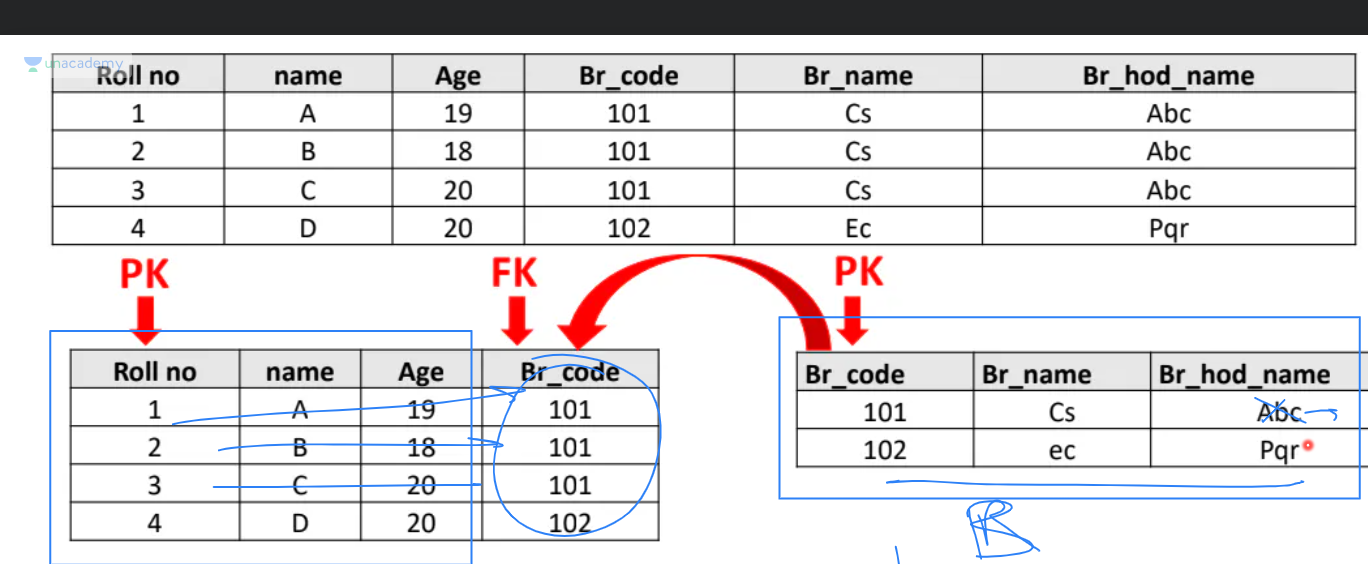 unacademy
Roll no name Age Br_code Br_name Br_hod_name
1 A 19 101 Cs Abc
2 B 18 101 Cs Abc
3 C 20 101 Cs Abc
4 D 20 102 Ec Pqr
PK FK PK
Roll no name Age Br_code
1 A 19 101
2 B 18 101
3 C 20 101
4 D 20 102
Br_code Br_name Br_hod_name
101 Cs Abc
102 ec Pqr